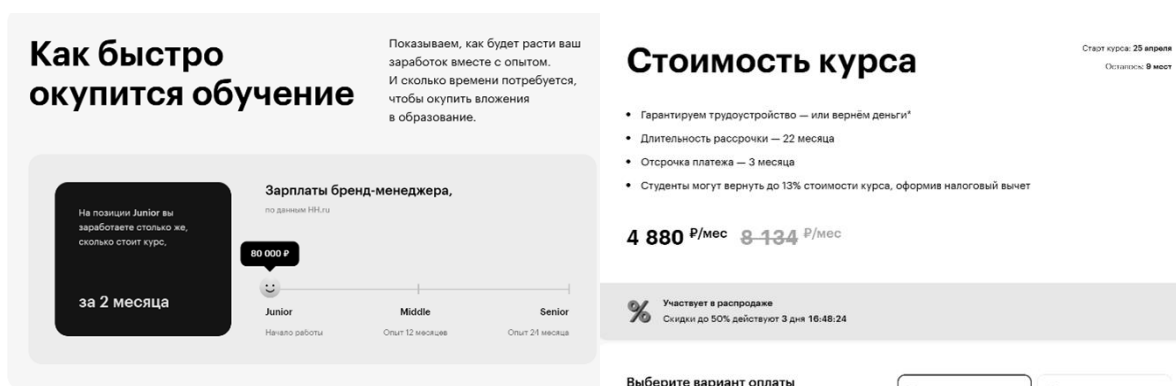 Как быстро
окупится обучение
Показываем, как будет расти ваш
заработок вместе с опытом.
И сколько времени потребуется,
чтобы окупить вложения
в образование.
На позиции Junior вы
заработаете столько же,
сколько стоит курс,
за 2 месяца
Зарплаты бренд-менеджера,
по данным HH.ru
80 000 ₽
Junior
Middle
Senior
Начало работы
Опыт 12 месяцев
Опыт 24 месяца
Стоимость курса
Старт курса: 25 апреля
Осталось: 9 мест
• Гарантируем трудоустройство — или вернём деньги*
• Длительность рассрочки — 22 месяца
• Отсрочка платежа — 3 месяца
• Студенты могут вернуть до 13% стоимости курса, оформив налоговый вычет
4 880 ₽/мес 8 134 ₽/мес
% Участвует в распродаже
Скидки до 50% действуют 3 дня 16:48:24
Выберите вариант оплаты